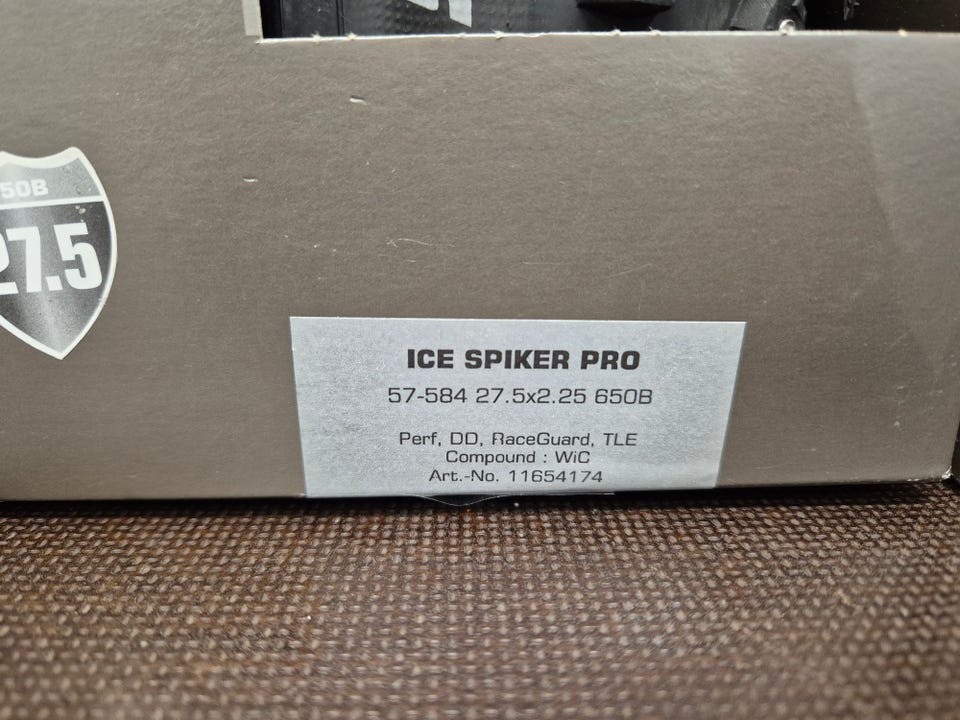 50B
27.5
ICE SPIKER PRO
57-584 27.5x2.25 650B
Perf, DD, RaceGuard, TLE
Compound : WiC
Art.-No. 11654174